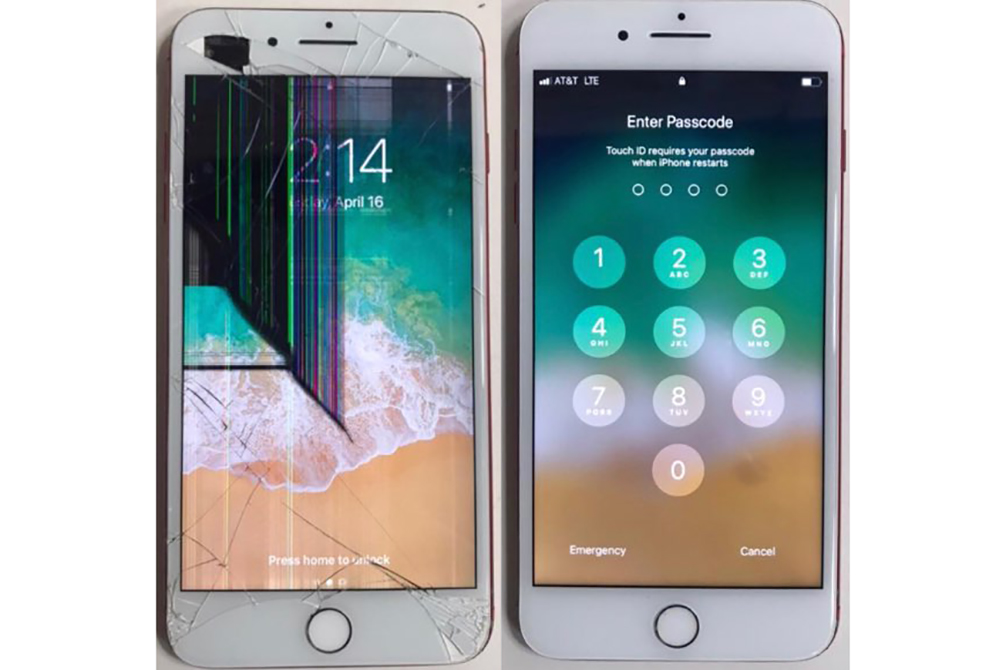 2:14
April 16
Press home to unlock
AT&T LTE
Enter Passcode
Touch ID requires your passcode
when iPhone restarts
1 2 3
ABC DEF
4 5 6
GHI JKL MNO
7 8 9
PQRS TUV WXYZ
0
Emergency Cancel